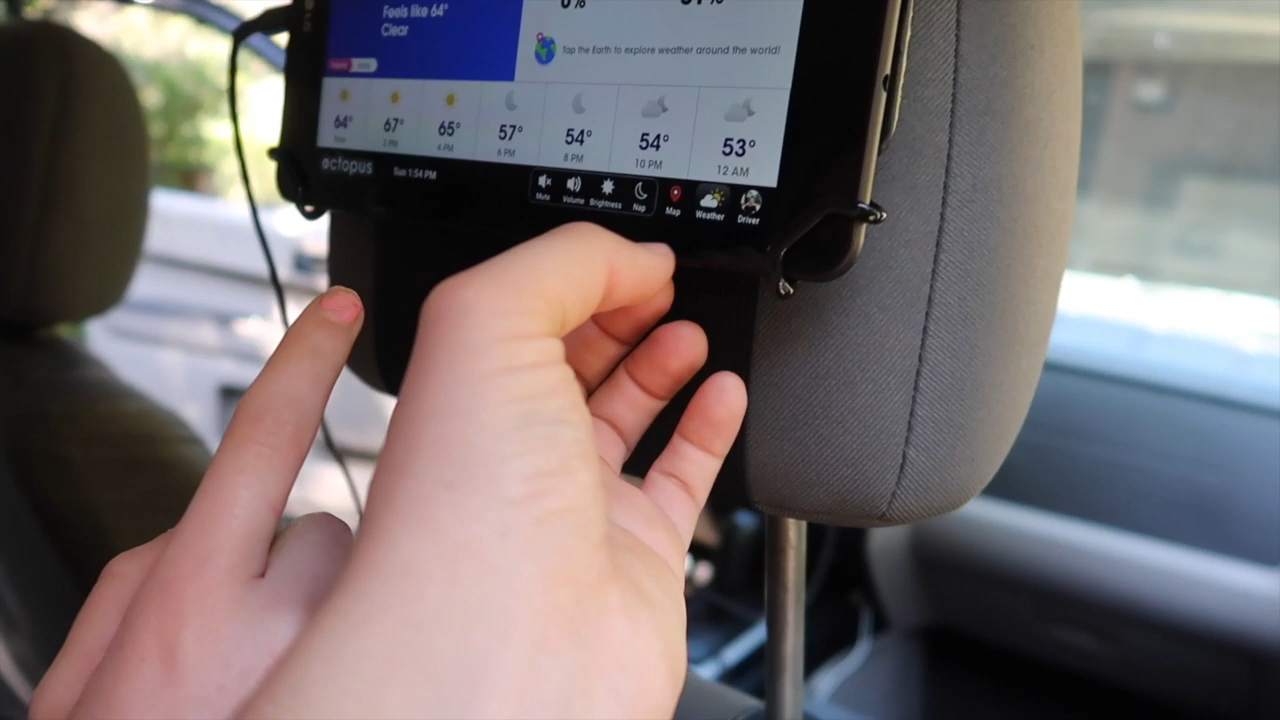 Feels like 64°
Clear
Tap the Earth to explore weather around the world!
64° 67° 65° 57° 54° 54° 53°
2 PM 4 PM 6 PM 8 PM 10 PM 12 AM
octopus Sun 1:54 PM
Mute Volume Brightness Nap Map Weather Driver